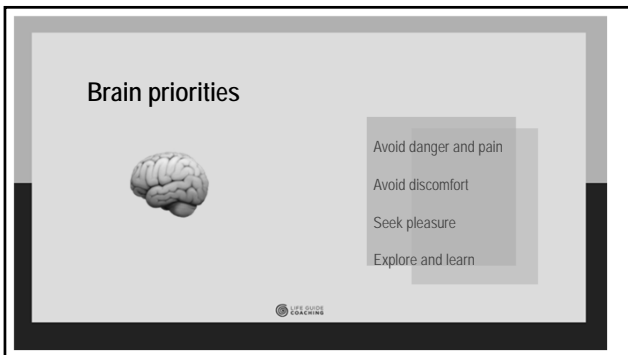 Brain priorities
Avoid danger and pain
Avoid discomfort
Seek pleasure
Explore and learn
LIFE GUIDE
COACHING